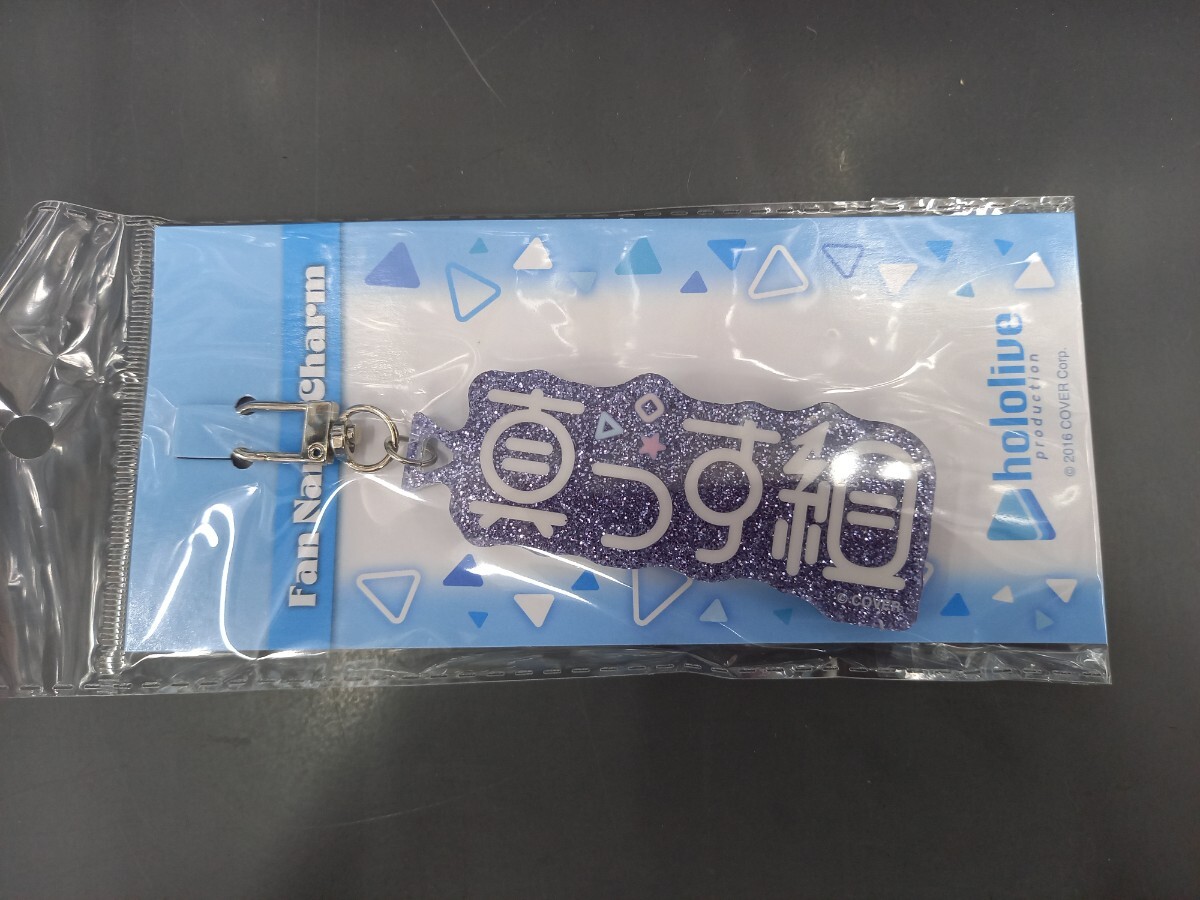 Fan Name Charm
真っす組
© COVER
hololive
production
© 2016 COVER Corp.